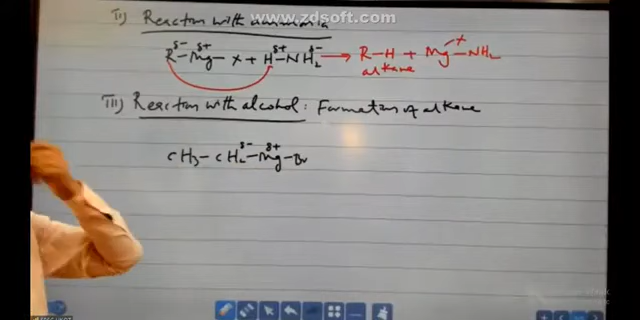 www.zdsoft.com
II) Reaction with ammonia
R-Mg-X + H-NH2 → R-H + Mg-NH2
δ- δ+ δ+ δ- X
alkane
III) Reaction with alcohol: Formation of alkane
CH3-CH2-Mg-Br
δ- δ+